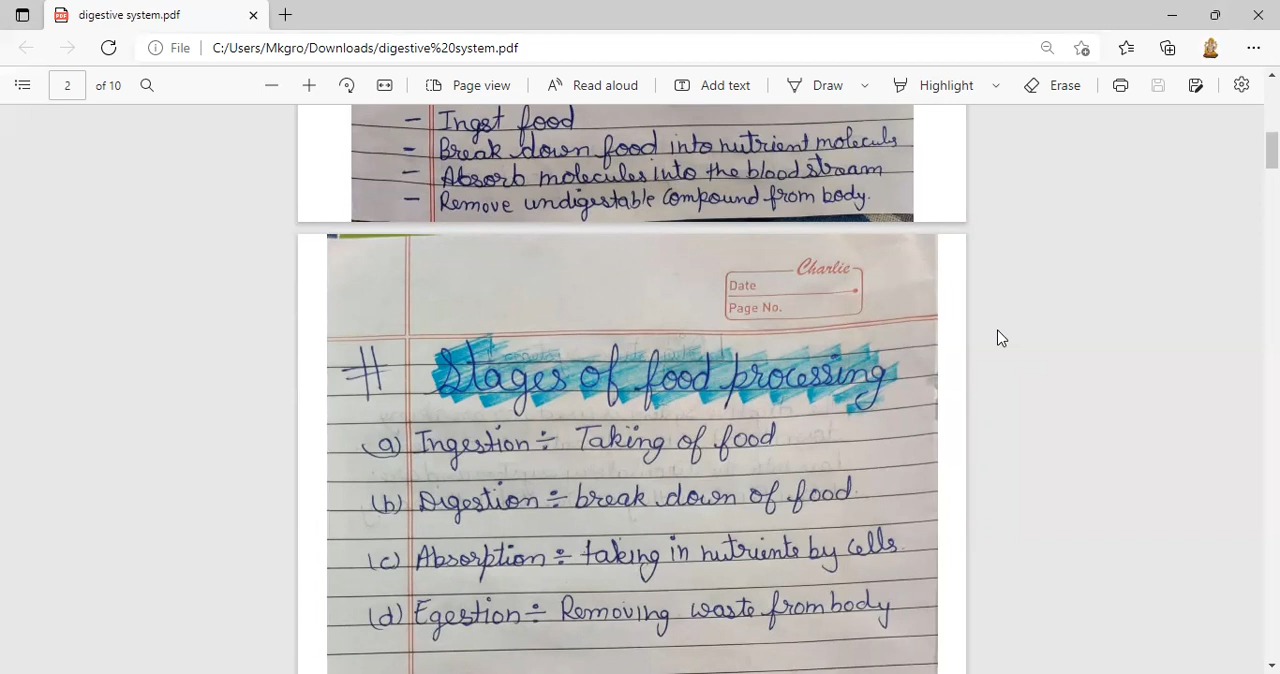 digestive system.pdf
File
C:/Users/Mkgro/Downloads/digestive%20system.pdf
2 of 10
Page view
Read aloud
Add text
Draw
Highlight
Erase
- Ingest food
- Break down food into nutrient molecules
- Absorb molecules into the blood stream
- Remove undigestable compound from body.
Charlie
Date
Page No.
# Stages of food processing
(a) Ingestion ÷ Taking of food
(b) Digestion ÷ break down of food.
(c) Absorption ÷ taking in nutrients by cells.
(d) Egestion ÷ Removing waste from body